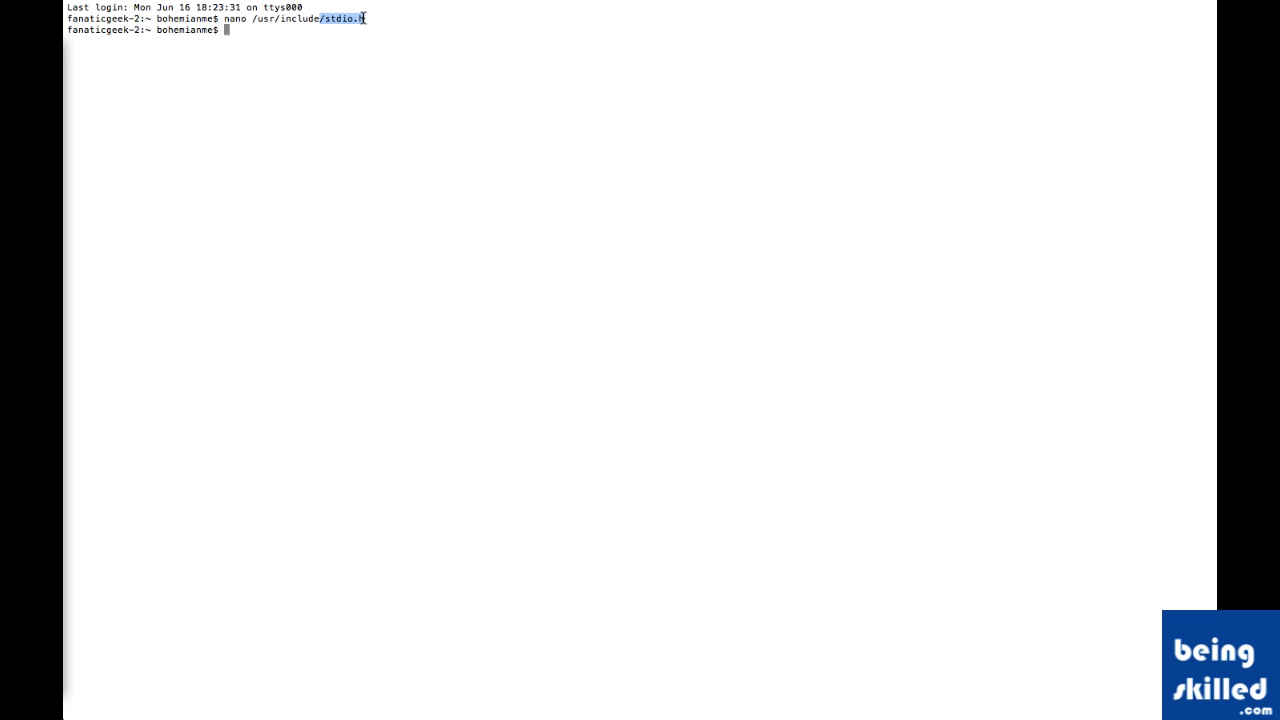 Last login: Mon Jun 16 18:23:31 on ttys000
fanaticgeek-2:~ bohemianme$ nano /usr/include/stdio.h
fanaticgeek-2:~ bohemianme$
being
skilled
.com